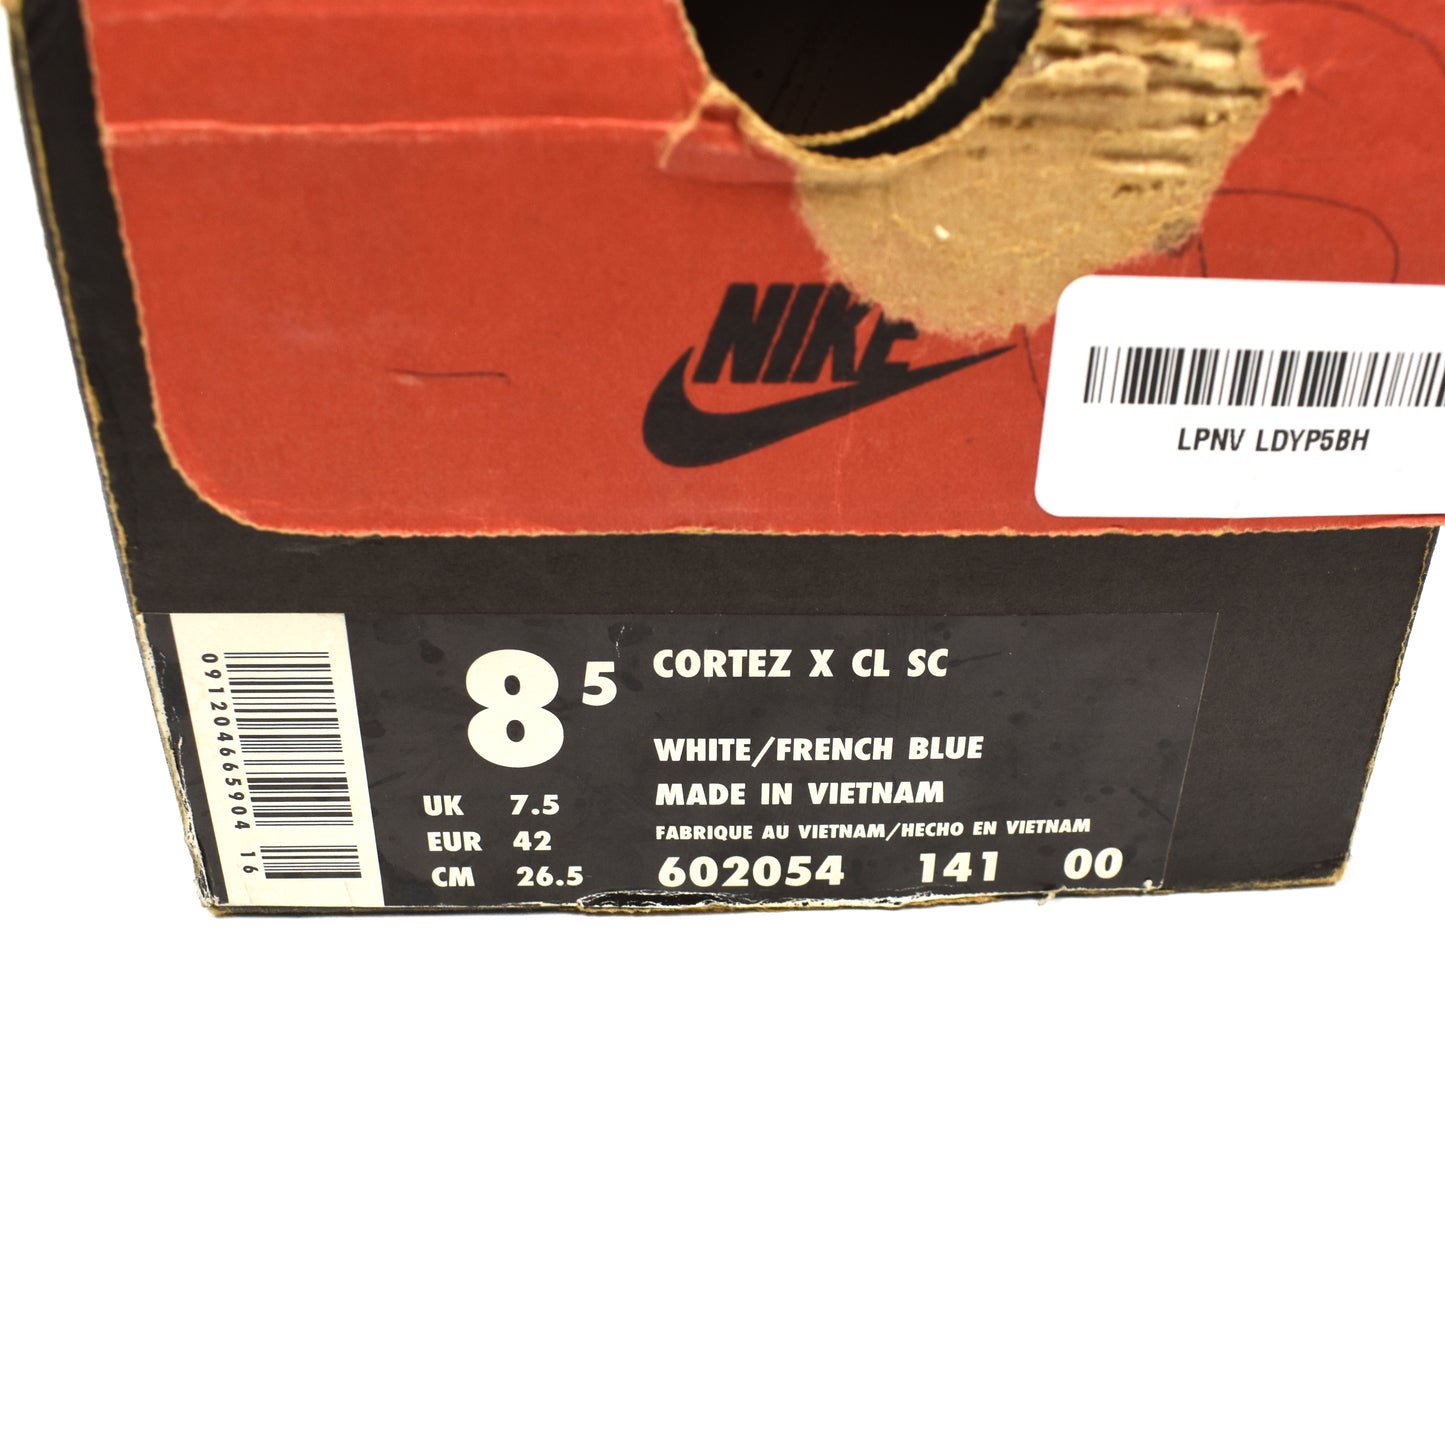 NIKE
LPNV LDYP5BH
091204665904 16
8 5
CORTEZ X CL SC
WHITE/FRENCH BLUE
MADE IN VIETNAM
FABRIQUE AU VIETNAM/HECHO EN VIETNAM
602054 141 00
UK 7.5
EUR 42
CM 26.5